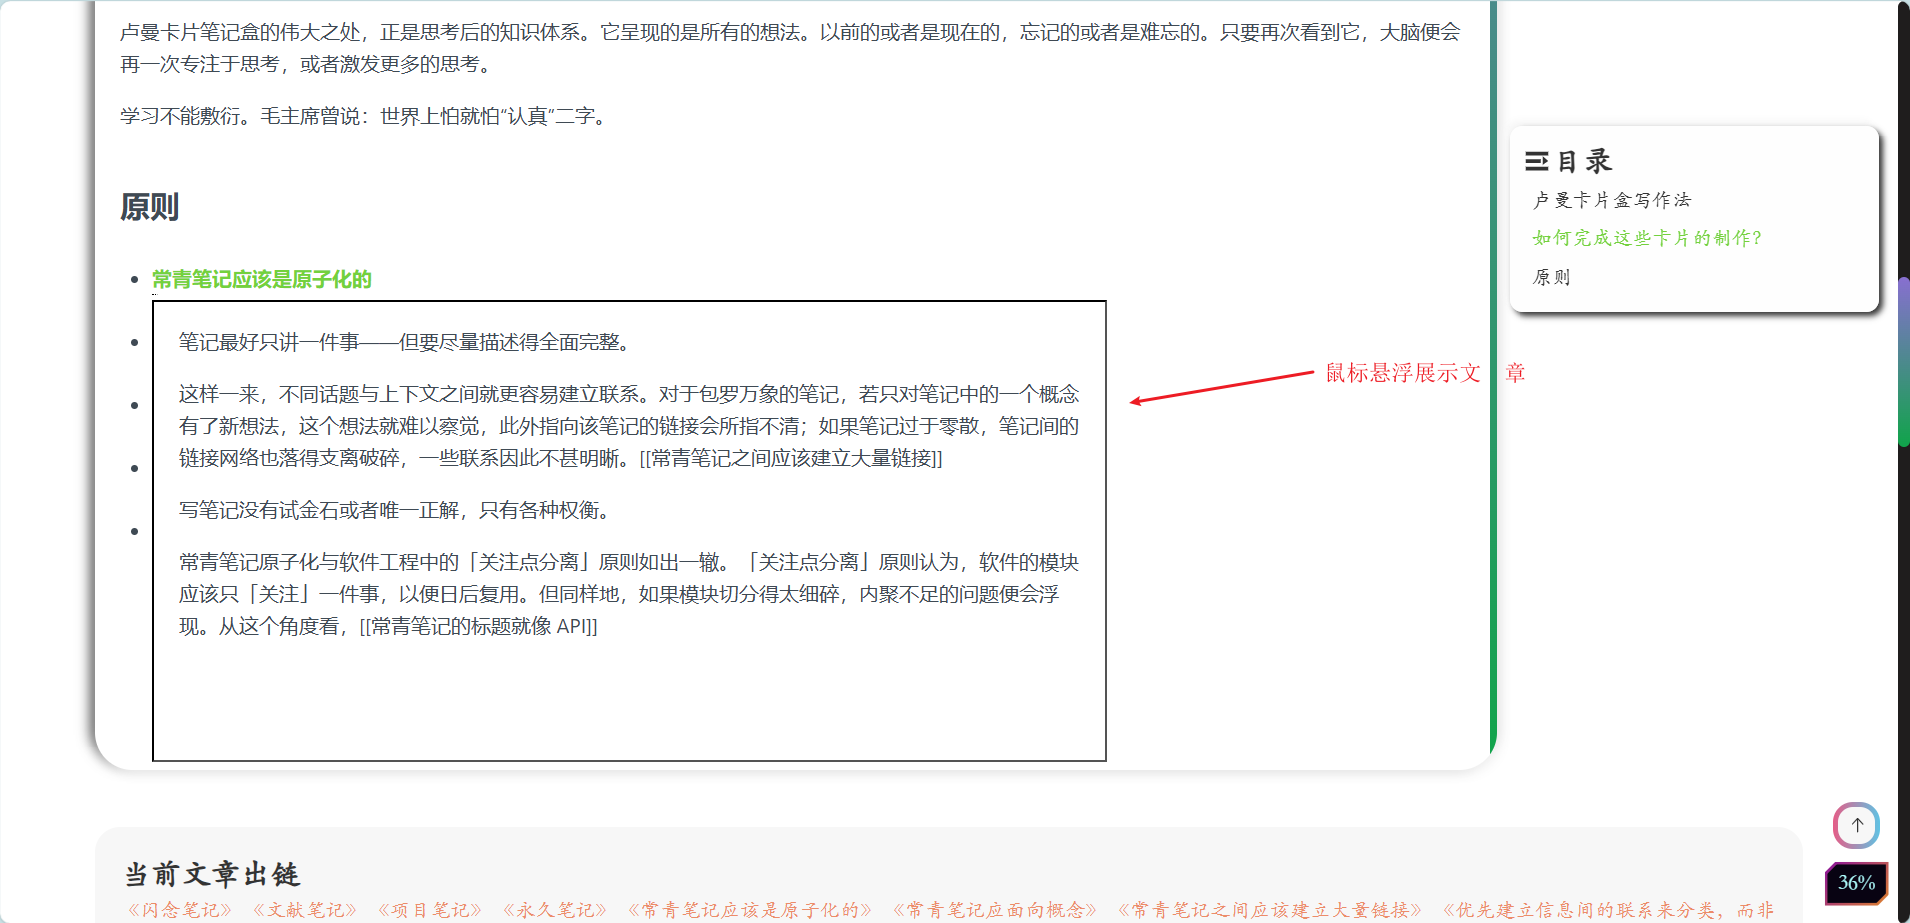 卢曼卡片笔记盒的伟大之处，正是思考后的知识体系。它呈现的是所有的想法。以前的或者是现在的，忘记的或者是难忘的。只要再次看到它，大脑便会
再一次专注于思考，或者激发更多的思考。
学习不能敷衍。毛主席曾说：世界上怕就怕“认真”二字。
原则
常青笔记应该是原子化的
笔记最好只讲一件事——但要尽量描述得全面完整。
这样一来，不同话题与上下文之间就更容易建立联系。对于包罗万象的笔记，若只对笔记中的一个概念
有了新想法，这个想法就难以察觉，此外指向该笔记的链接会所指不清；如果笔记过于零散，笔记间的
链接网络也落得支离破碎，一些联系因此不甚明晰。[[常青笔记之间应该建立大量链接]]
写笔记没有试金石或者唯一正解，只有各种权衡。
常青笔记原子化与软件工程中的「关注点分离」原则如出一辙。「关注点分离」原则认为，软件的模块
应该只「关注」一件事，以便日后复用。但同样地，如果模块切分得太细碎，内聚不足的问题便会浮
现。从这个角度看，[[常青笔记的标题就像 API]]
鼠标悬浮展示文 章
目录
卢曼卡片盒写作法
如何完成这些卡片的制作？
原则
当前文章出链
《闪念笔记》 《文献笔记》 《项目笔记》 《永久笔记》 《常青笔记应该是原子化的》 《常青笔记应面向概念》 《常青笔记之间应该建立大量链接》 《优先建立信息间的联系来分类，而非
36%